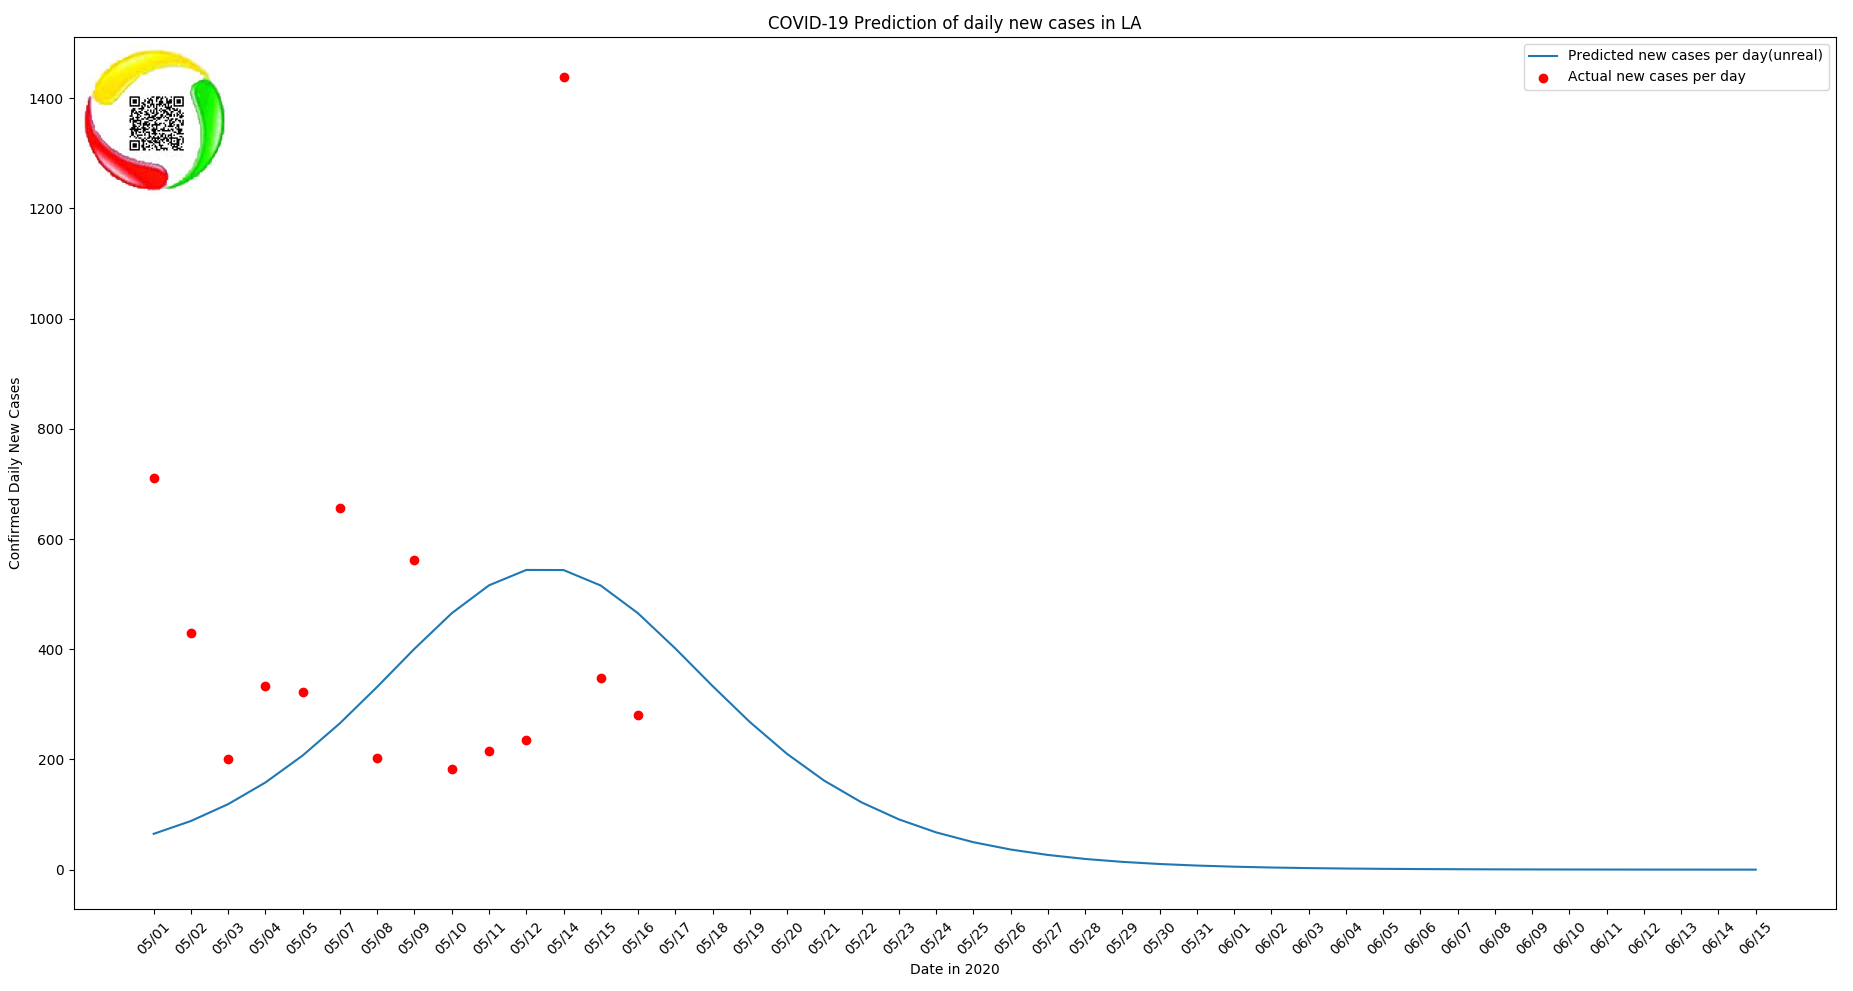 COVID-19 Prediction of daily new cases in LA
Predicted new cases per day(unreal)
Actual new cases per day
Confirmed Daily New Cases
1400
1200
1000
800
600
400
200
0
05/01 05/02 05/03 05/04 05/05 05/07 05/08 05/09 05/10 05/11 05/12 05/14 05/15 05/16 05/17 05/18 05/19 05/20 05/21 05/22 05/23 05/24 05/25 05/26 05/27 05/28 05/29 05/30 05/31 06/01 06/02 06/03 06/04 06/05 06/06 06/07 06/08 06/09 06/10 06/11 06/12 06/13 06/14 06/15
Date in 2020